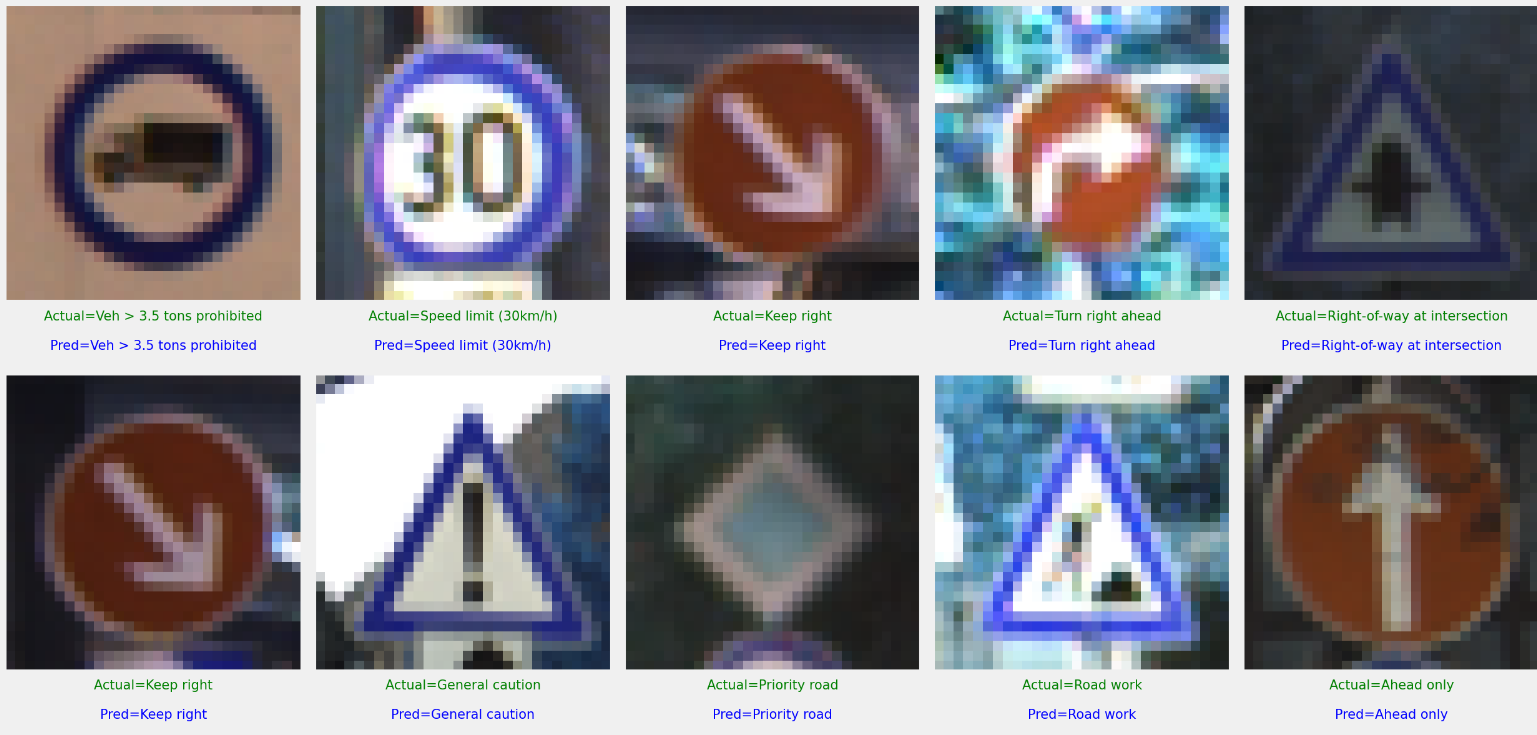 30
Actual=Veh > 3.5 tons prohibited
Pred=Veh > 3.5 tons prohibited
Actual=Speed limit (30km/h)
Pred=Speed limit (30km/h)
Actual=Keep right
Pred=Keep right
Actual=Turn right ahead
Pred=Turn right ahead
Actual=Right-of-way at intersection
Pred=Right-of-way at intersection
!
Actual=Keep right
Pred=Keep right
Actual=General caution
Pred=General caution
Actual=Priority road
Pred=Priority road
Actual=Road work
Pred=Road work
Actual=Ahead only
Pred=Ahead only